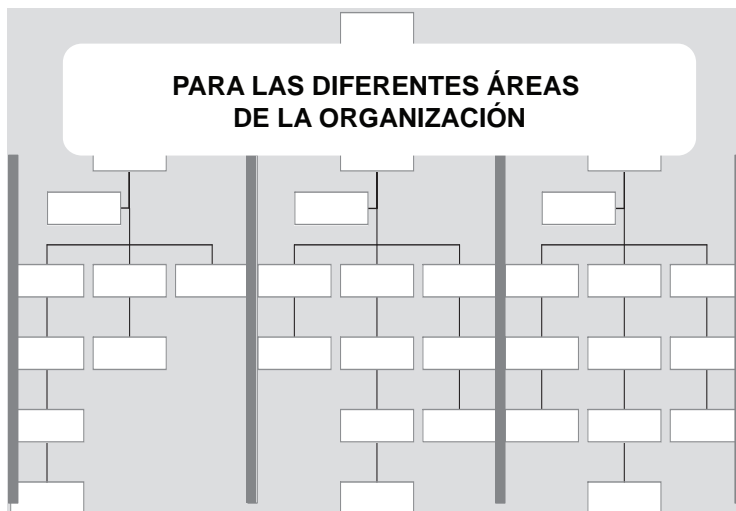 PARA LAS DIFERENTES ÁREAS
DE LA ORGANIZACIÓN